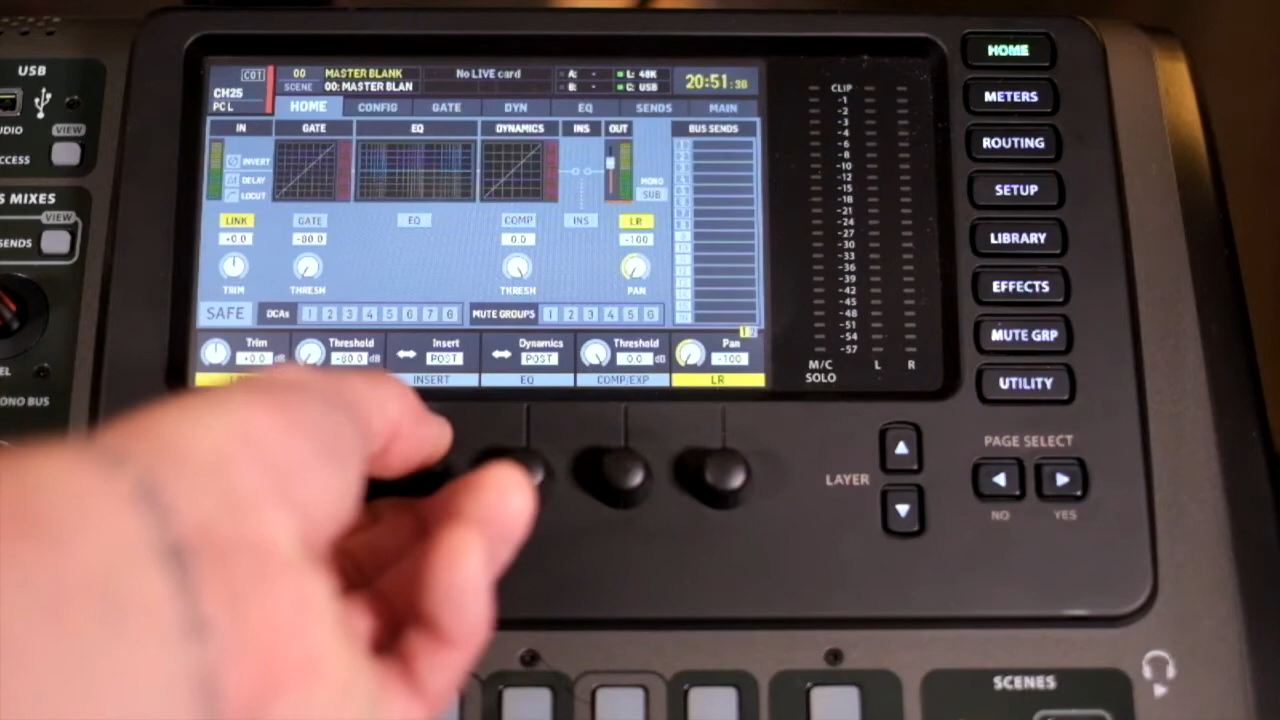 USB
VIEW
ACCESS
MIXES
VIEW
SENDS
MONO BUS
C01
CH25
PC L
00
SCENE
MASTER BLANK
00: MASTER BLAN
No LIVE card
A: -
B: -
L: 48K
C: USB
20:51:38
HOME CONFIG GATE DYN EQ SENDS MAIN
IN GATE EQ DYNAMICS INS OUT BUS SENDS
INVERT
DELAY
LOCUT
MONO
SUB
LINK GATE EQ COMP INS LR
+0.0 -80.0 0.0 -100
TRIM THRESH THRESH PAN
SAFE DCAs 1 2 3 4 5 6 7 8 MUTE GROUPS 1 2 3 4 5 6
1 2
Trim Threshold Insert Dynamics Threshold Pan
+0.0 dB -80.0 dB POST POST 0.0 dB -100
INSERT EQ COMP/EXP LR
CLIP
-1
-2
-3
-4
-6
-8
-10
-12
-15
-18
-21
-24
-27
-30
-33
-36
-39
-42
-45
-48
-51
-54
-57
M/C L R
SOLO
HOME
METERS
ROUTING
SETUP
LIBRARY
EFFECTS
MUTE GRP
UTILITY
LAYER
PAGE SELECT
NO YES
SCENES